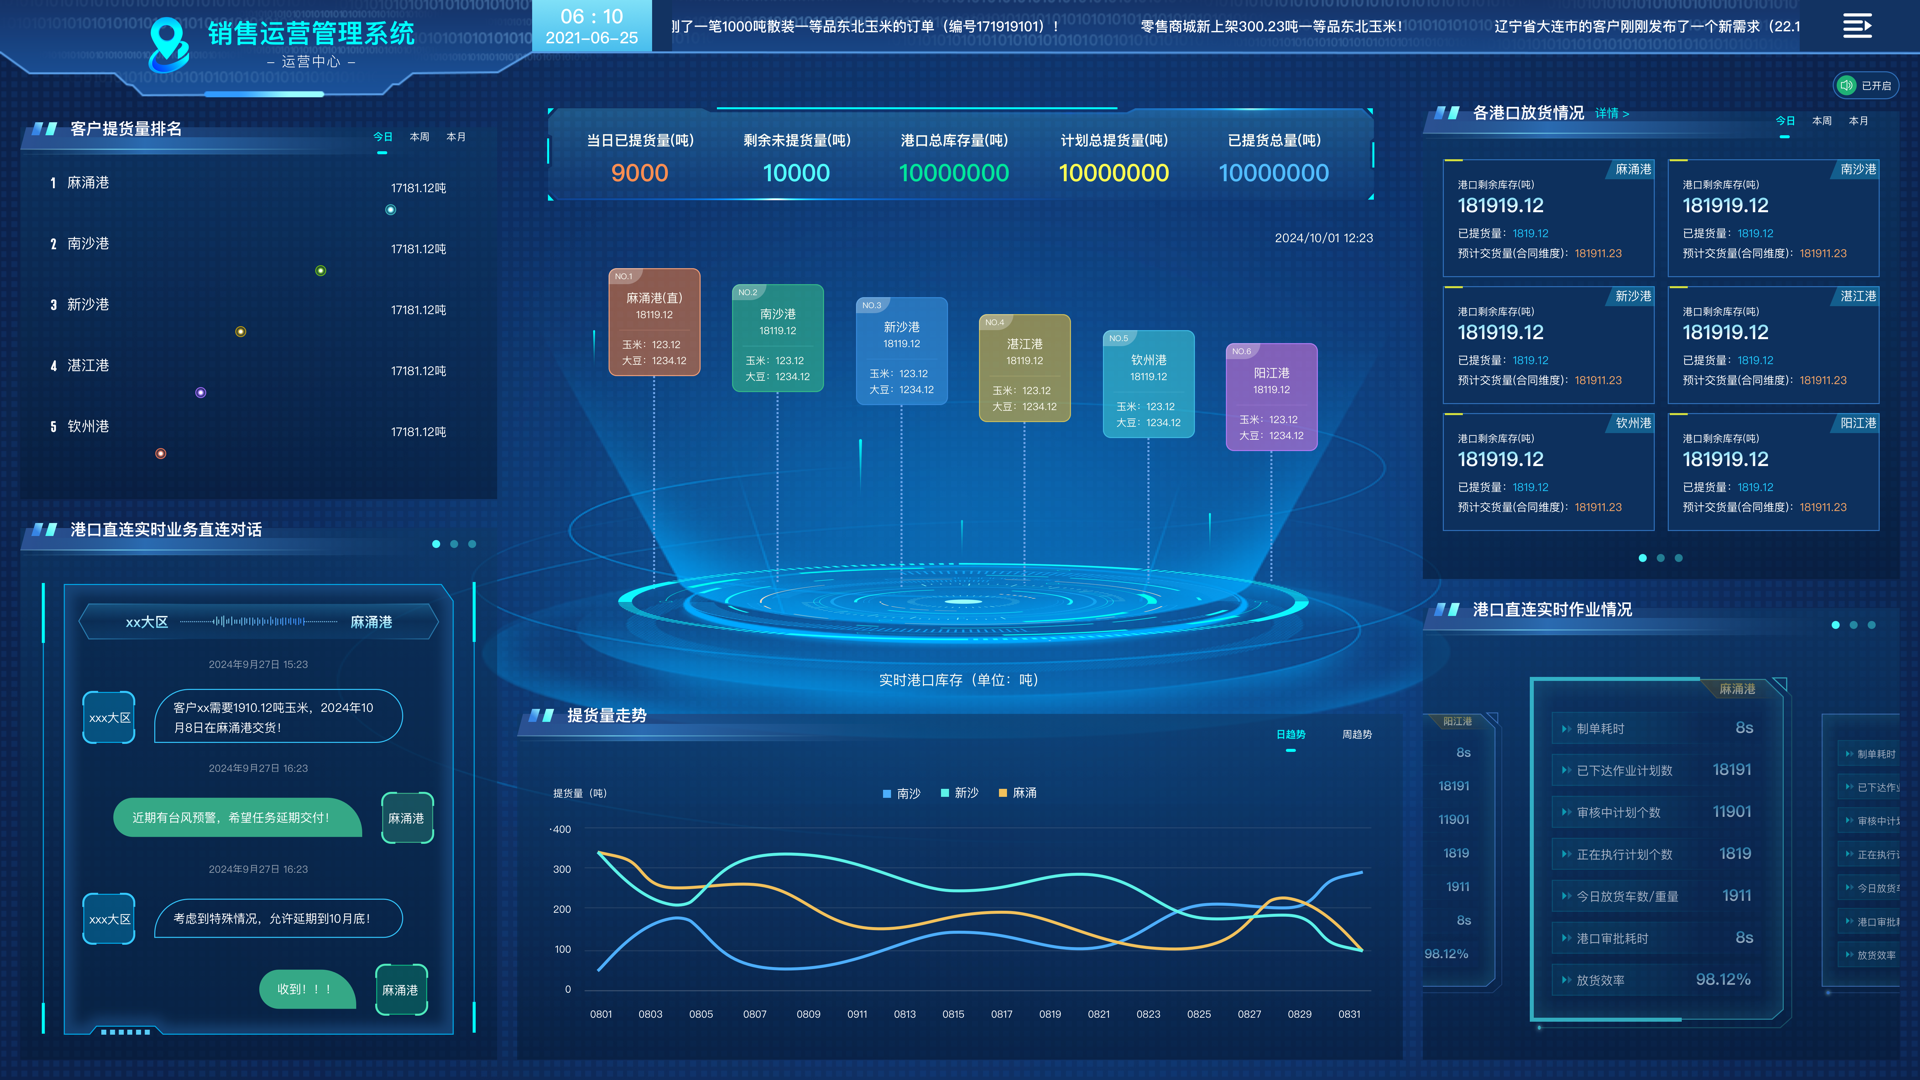 销售运营管理系统
– 运营中心 –
06 : 10
2021-06-25
了一笔1000吨散装一等品东北玉米的订单（编号171919101）！
零售商城新上架300.23吨一等品东北玉米！
辽宁省大连市的客户刚刚发布了一个新需求（22.1
已开启
客户提货量排名
今日 本周 本月
1 麻涌港 17181.12吨
2 南沙港 17181.12吨
3 新沙港 17181.12吨
4 湛江港 17181.12吨
5 钦州港 17181.12吨
港口直连实时业务直连对话
xx大区 麻涌港
2024年9月27日 15:23
xxx大区
客户xx需要1910.12吨玉米，2024年10
月8日在麻涌港交货！
2024年9月27日 16:23
近期有台风预警，希望任务延期交付！
麻涌港
2024年9月27日 16:23
xxx大区
考虑到特殊情况，允许延期到10月底！
收到！！！
麻涌港
当日已提货量(吨) 剩余未提货量(吨) 港口总库存量(吨) 计划总提货量(吨) 已提货总量(吨)
9000 10000 10000000 10000000 10000000
2024/10/01 12:23
NO.1
麻涌港(直)
18119.12
玉米：123.12
大豆：1234.12
NO.2
南沙港
18119.12
玉米：123.12
大豆：1234.12
NO.3
新沙港
18119.12
玉米：123.12
大豆：1234.12
NO.4
湛江港
18119.12
玉米：123.12
大豆：1234.12
NO.5
钦州港
18119.12
玉米：123.12
大豆：1234.12
NO.6
阳江港
18119.12
玉米：123.12
大豆：1234.12
实时港口库存（单位：吨）
提货量走势
日趋势 周趋势
提货量（吨）
南沙 新沙 麻涌
·400
300
200
100
0
0801 0803 0805 0807 0809 0911 0813 0815 0817 0819 0821 0823 0825 0827 0829 0831
各港口放货情况 详情 >
今日 本周 本月
麻涌港
港口剩余库存(吨)
181919.12
已提货量：1819.12
预计交货量(合同维度)：181911.23
南沙港
港口剩余库存(吨)
181919.12
已提货量：1819.12
预计交货量(合同维度)：181911.23
新沙港
港口剩余库存(吨)
181919.12
已提货量：1819.12
预计交货量(合同维度)：181911.23
湛江港
港口剩余库存(吨)
181919.12
已提货量：1819.12
预计交货量(合同维度)：181911.23
钦州港
港口剩余库存(吨)
181919.12
已提货量：1819.12
预计交货量(合同维度)：181911.23
阳江港
港口剩余库存(吨)
181919.12
已提货量：1819.12
预计交货量(合同维度)：181911.23
港口直连实时作业情况
阳江港
8s
18191
11901
1819
1911
8s
98.12%
麻涌港
制单耗时 8s
已下达作业计划数 18191
审核中计划个数 11901
正在执行计划个数 1819
今日放货车数/重量 1911
港口审批耗时 8s
放货效率 98.12%
制单耗时
已下达作
审核中计
正在执行
今日放货
港口审批
放货效率